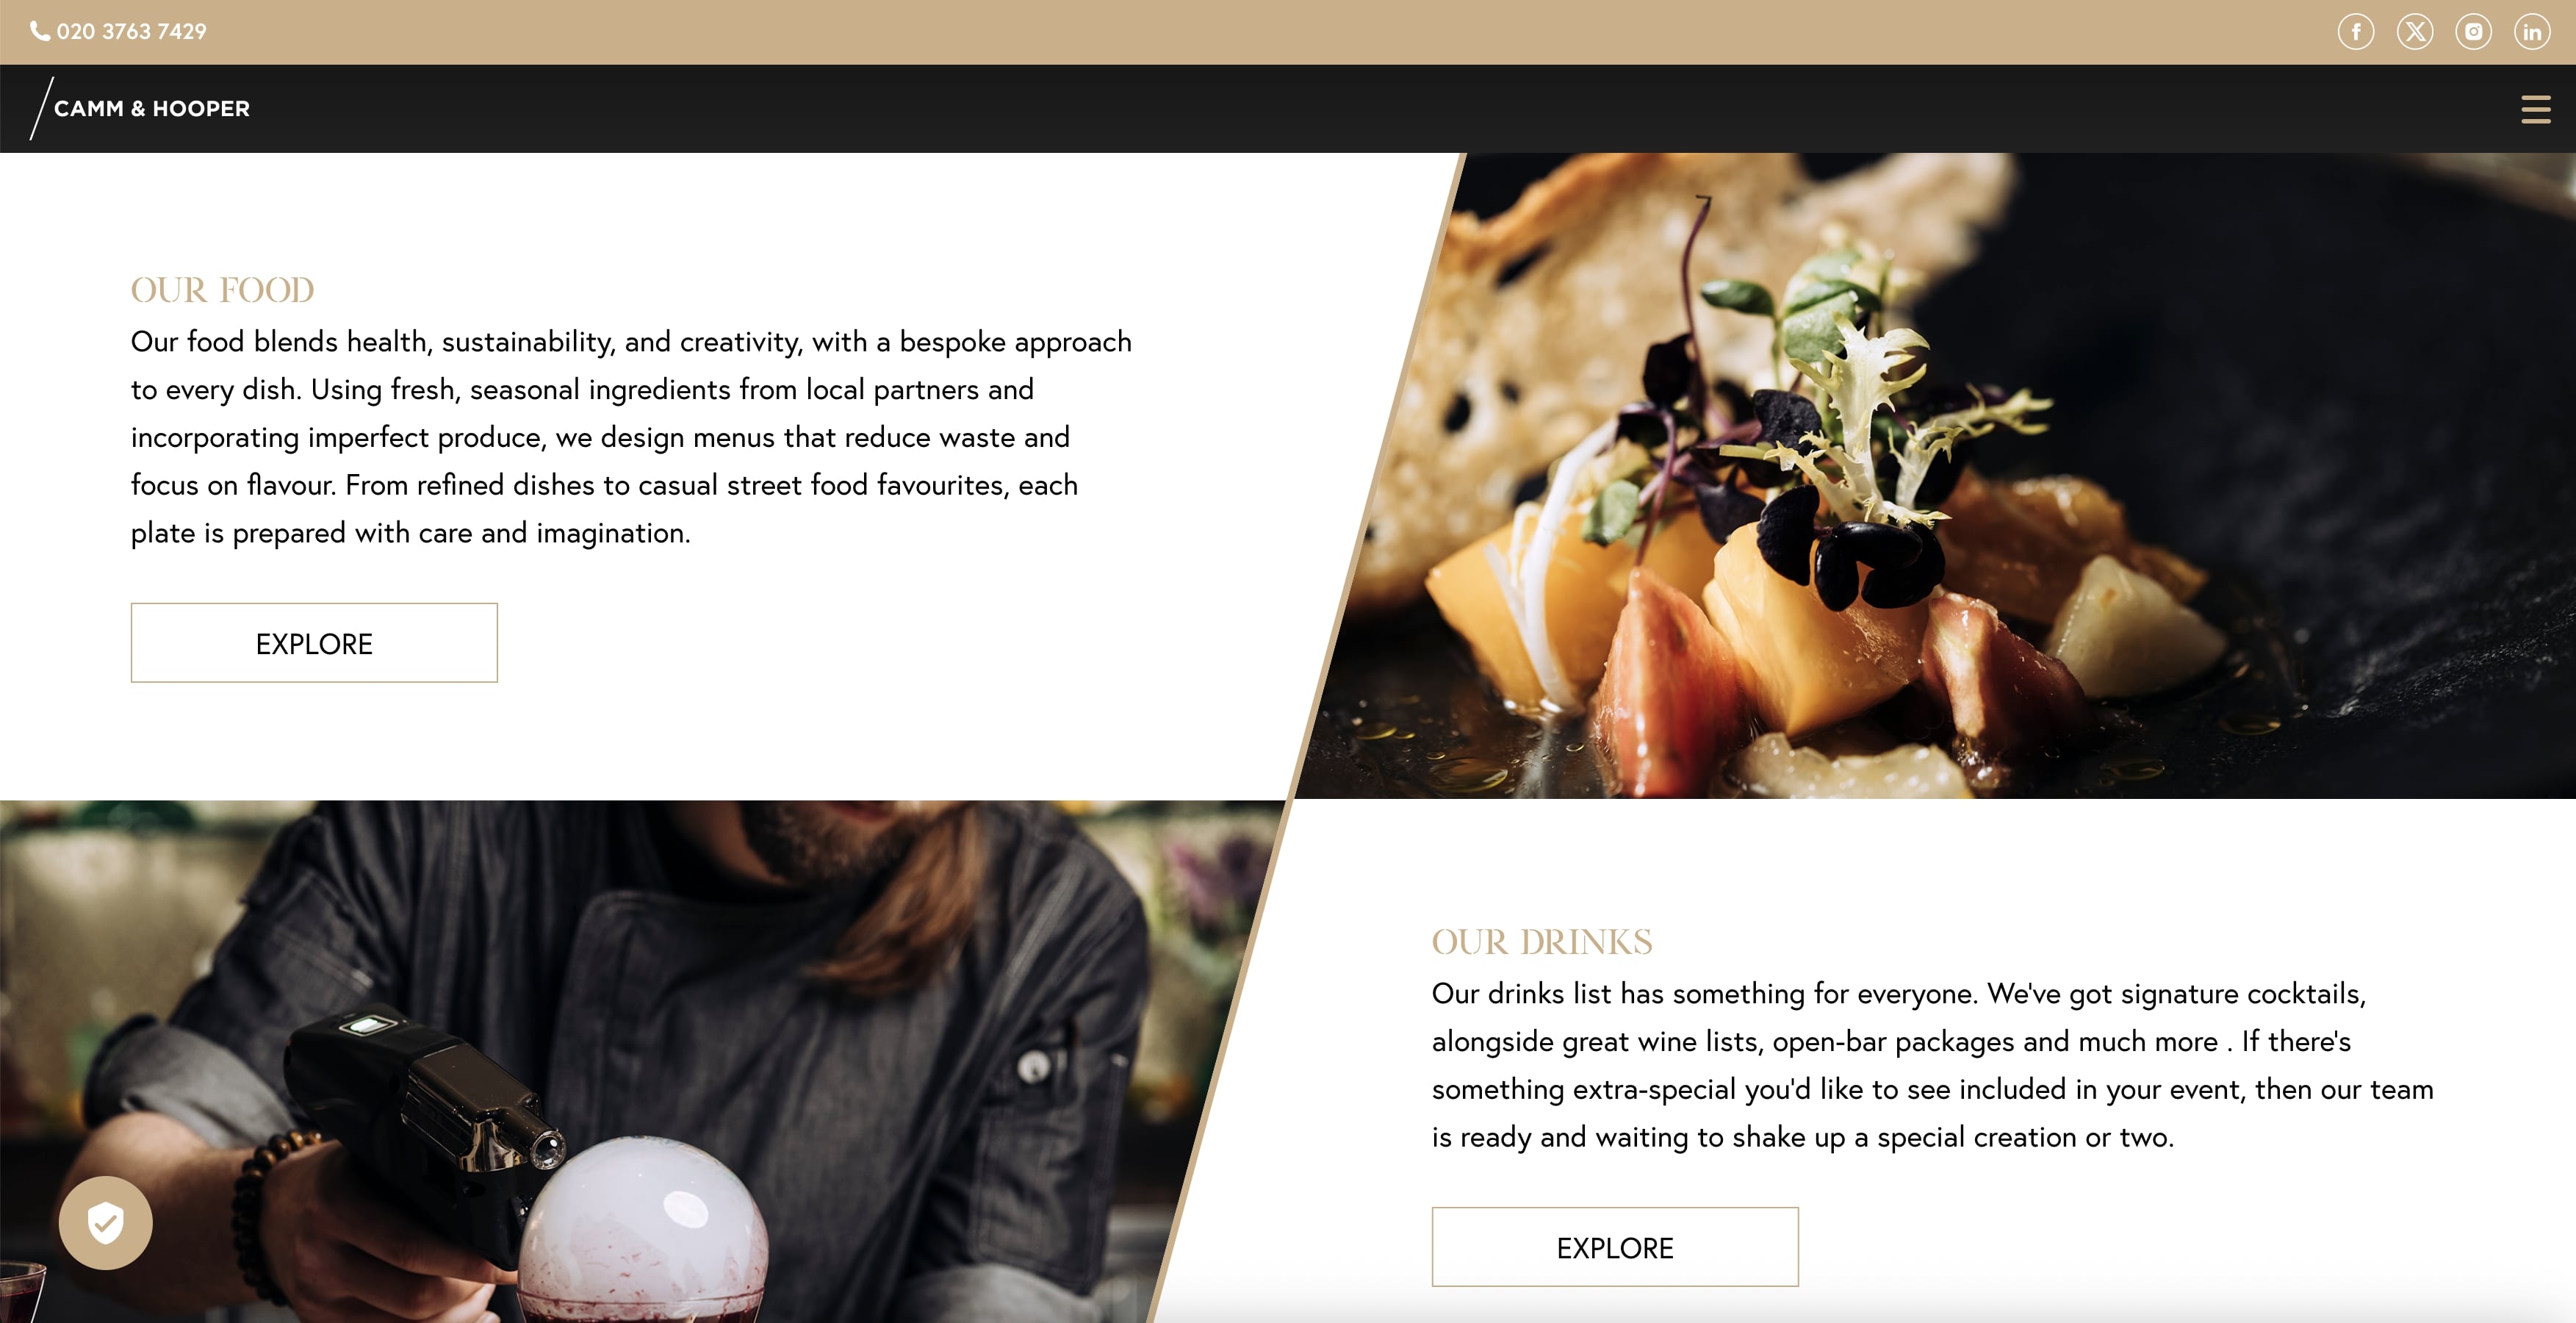 020 3763 7429
CAMM & HOOPER
OUR FOOD
Our food blends health, sustainability, and creativity, with a bespoke approach
to every dish. Using fresh, seasonal ingredients from local partners and
incorporating imperfect produce, we design menus that reduce waste and
focus on flavour. From refined dishes to casual street food favourites, each
plate is prepared with care and imagination.
EXPLORE
OUR DRINKS
Our drinks list has something for everyone. We've got signature cocktails,
alongside great wine lists, open-bar packages and much more . If there's
something extra-special you'd like to see included in your event, then our team
is ready and waiting to shake up a special creation or two.
EXPLORE